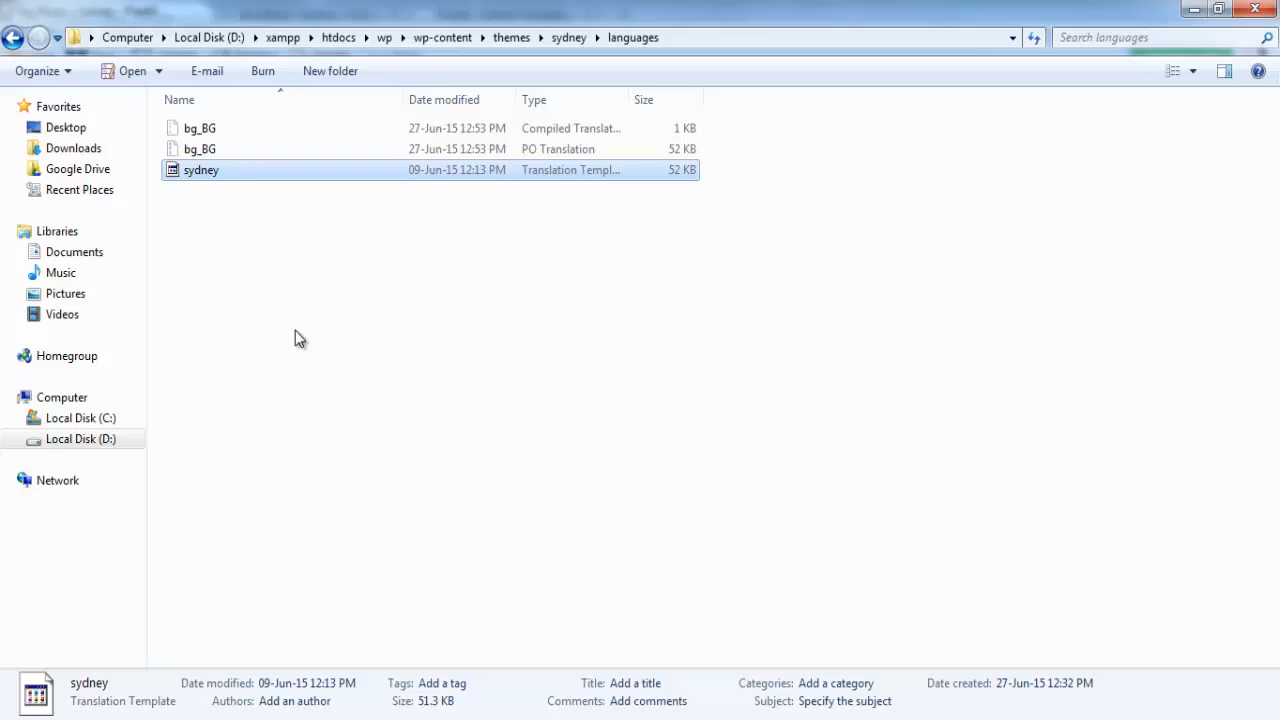 Computer Local Disk (D:) xampp htdocs wp wp-content themes sydney languages Search languages
Organize Open E-mail Burn New folder
Name Date modified Type Size
bg_BG 27-Jun-15 12:53 PM Compiled Translat... 1 KB
bg_BG 27-Jun-15 12:53 PM PO Translation 52 KB
sydney 09-Jun-15 12:13 PM Translation Templ... 52 KB
Favorites
Desktop
Downloads
Google Drive
Recent Places
Libraries
Documents
Music
Pictures
Videos
Homegroup
Computer
Local Disk (C:)
Local Disk (D:)
Network
sydney Date modified: 09-Jun-15 12:13 PM Tags: Add a tag Title: Add a title Categories: Add a category Date created: 27-Jun-15 12:32 PM
Translation Template Authors: Add an author Size: 51.3 KB Comments: Add comments Subject: Specify the subject